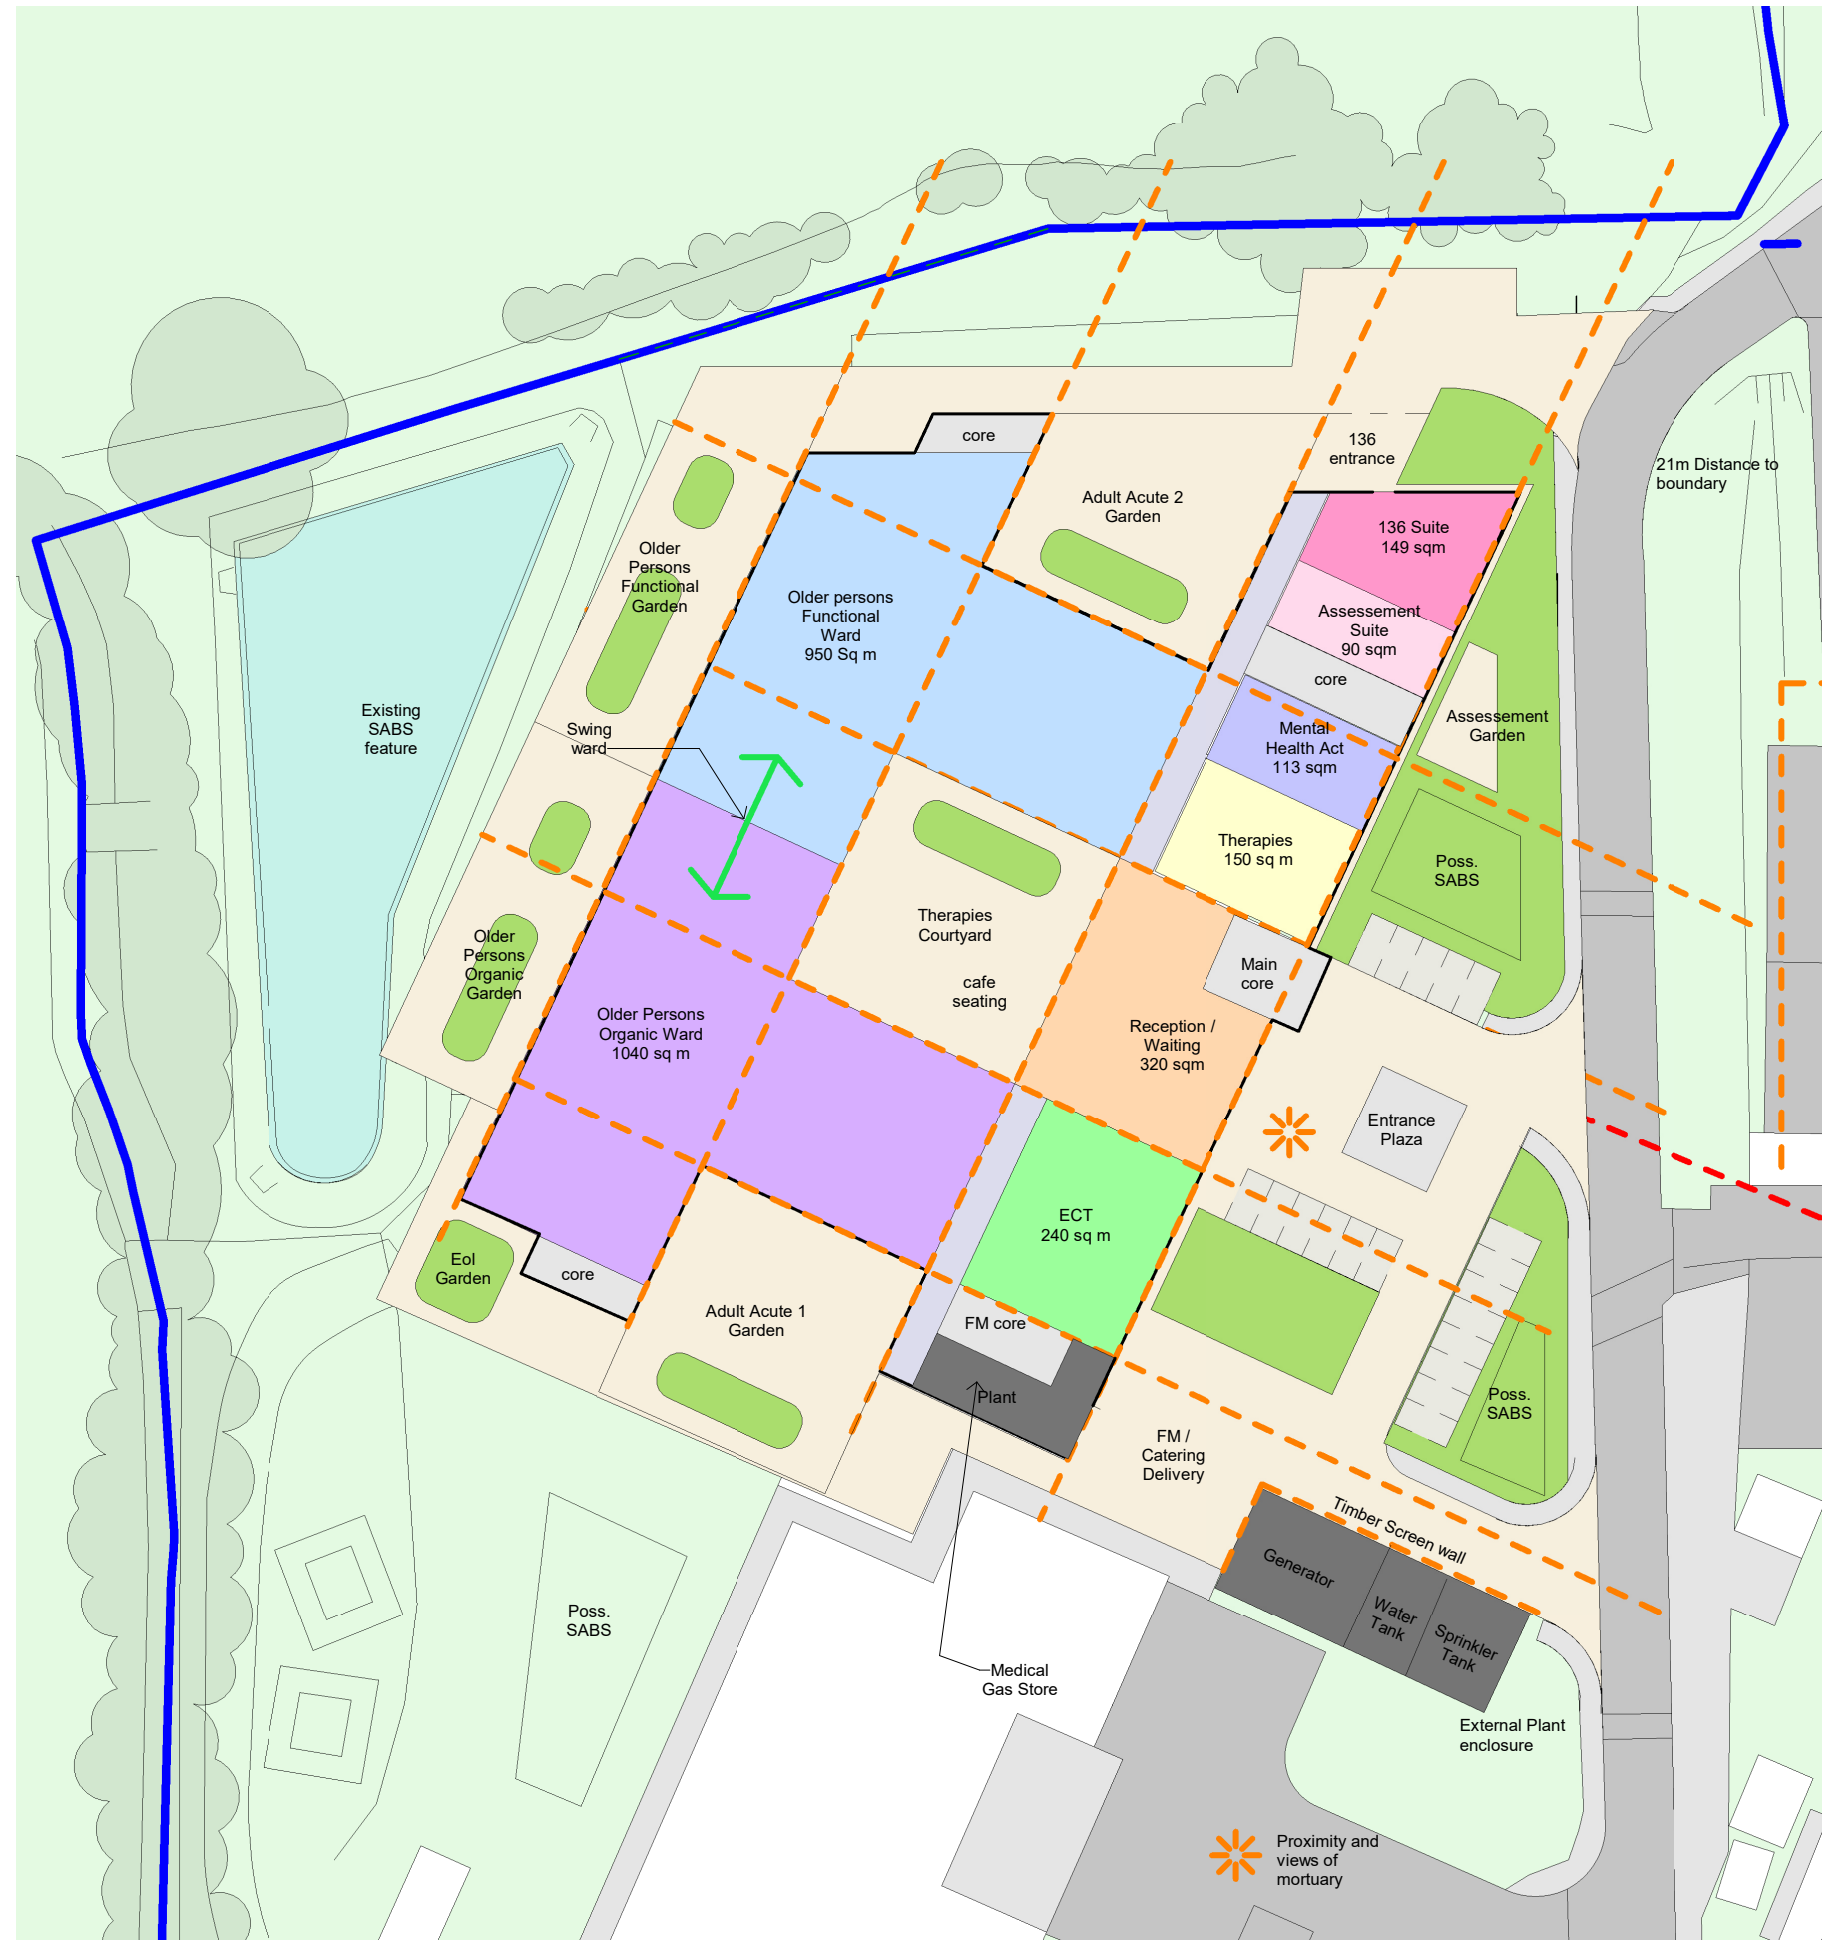 core
136
entrance
Adult Acute 2
Garden
21m Distance to
boundary
136 Suite
149 sqm
Older
Persons
Functional
Garden
Older persons
Functional
Ward
950 Sq m
Assessement
Suite
90 sqm
core
Existing
SABS
feature
Swing
ward
Mental
Health Act
113 sqm
Assessement
Garden
Therapies
150 sq m
Poss.
SABS
Therapies
Courtyard
cafe
seating
Older
Persons
Organic
Garden
Main
core
Older Persons
Organic Ward
1040 sq m
Reception /
Waiting
320 sqm
Entrance
Plaza
ECT
240 sq m
Eol
Garden
core
Adult Acute 1
Garden
FM core
Plant
Poss.
SABS
FM /
Catering
Delivery
Timber Screen wall
Generator
Water
Tank
Sprinkler
Tank
Poss.
SABS
Medical
Gas Store
External Plant
enclosure
Proximity and
views of
mortuary